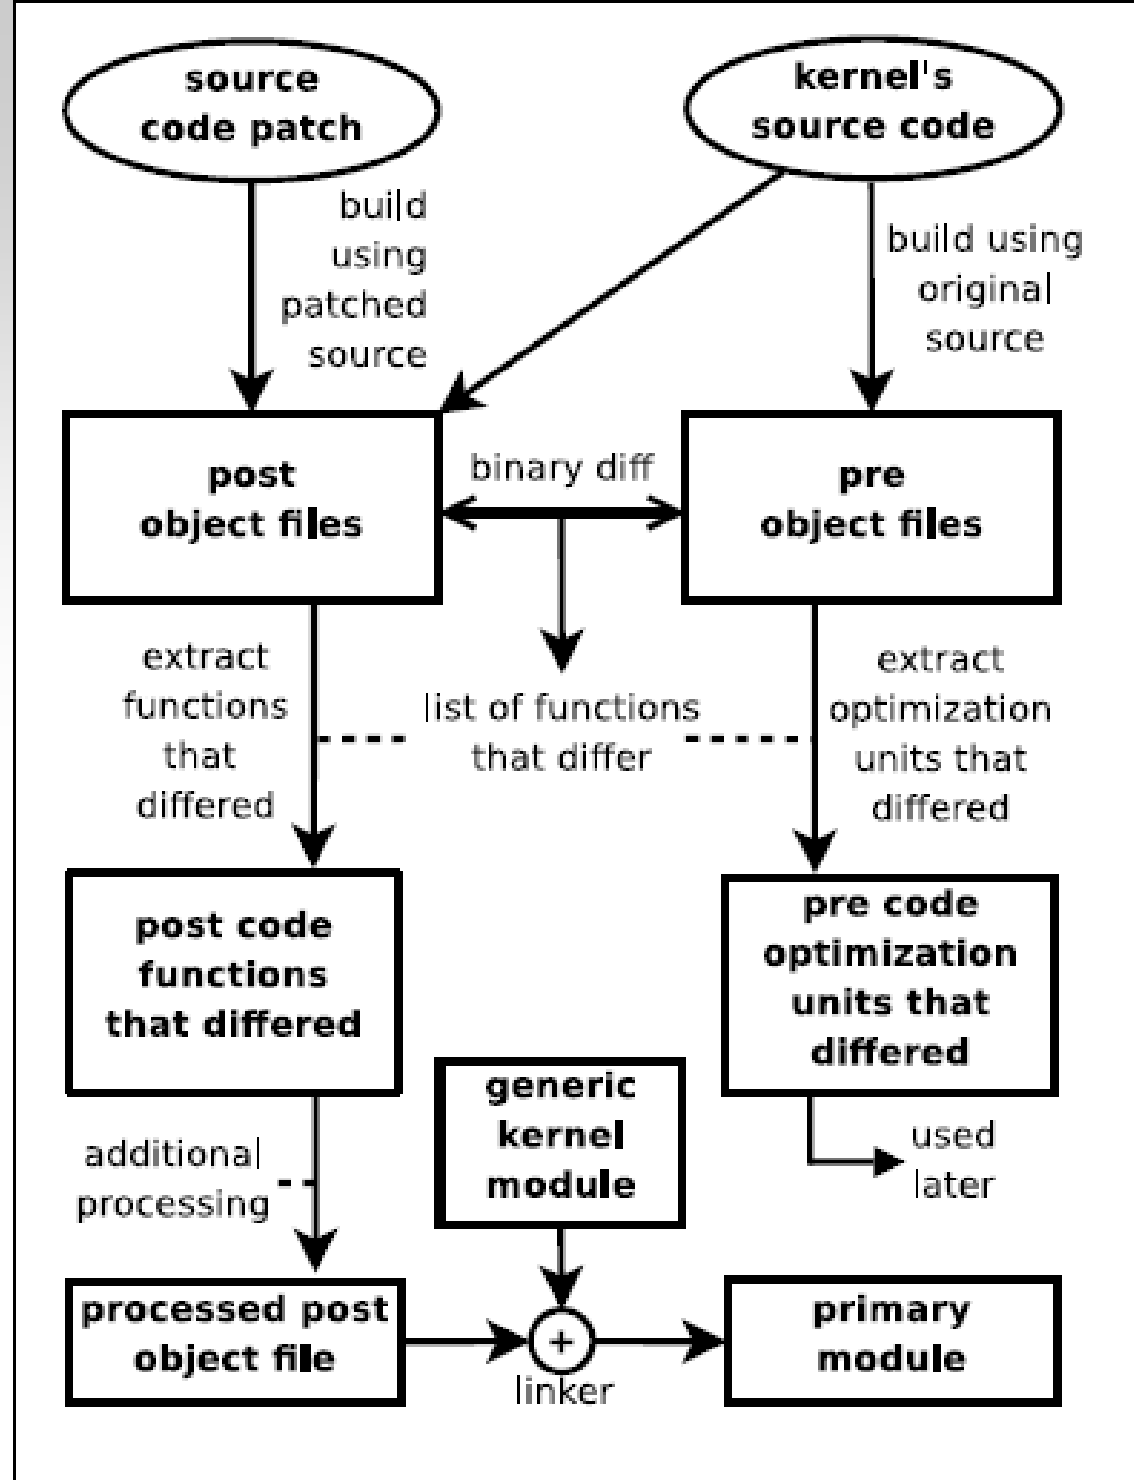 source
code patch
kernel's
source code
build
using
patched
source
build using
original
source
post
object files
binary diff
pre
object files
extract
functions
that
differed
list of functions
that differ
extract
optimization
units that
differed
post code
functions
that differed
pre code
optimization
units that
differed
generic
kernel
module
additional
processing
used
later
processed post
object file
+
linker
primary
module